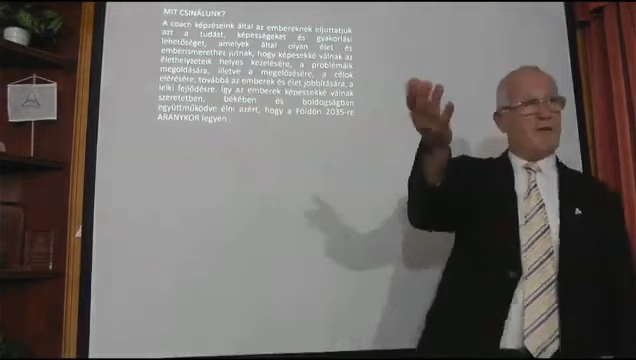 MIT CSINÁLUNK?
A coach képzéseink által az embereknek eljuttatjuk
azt a tudást, képességeket és gyakorlási
lehetőséget, amelyek által olyan élet és
emberismerethez jutnak, hogy képesekké válnak az
élethelyzeteik helyes kezelésére, a problémáik
megoldására, illetve a megelőzésére, a célok
elérésére, továbbá az emberek és élet jobbítására, a
lelki fejlődésre. Így az emberek képesekké válnak
szeretetben, békében és boldogságban
együttműködve élni azért, hogy a Földön 2035-re
ARANYKOR legyen